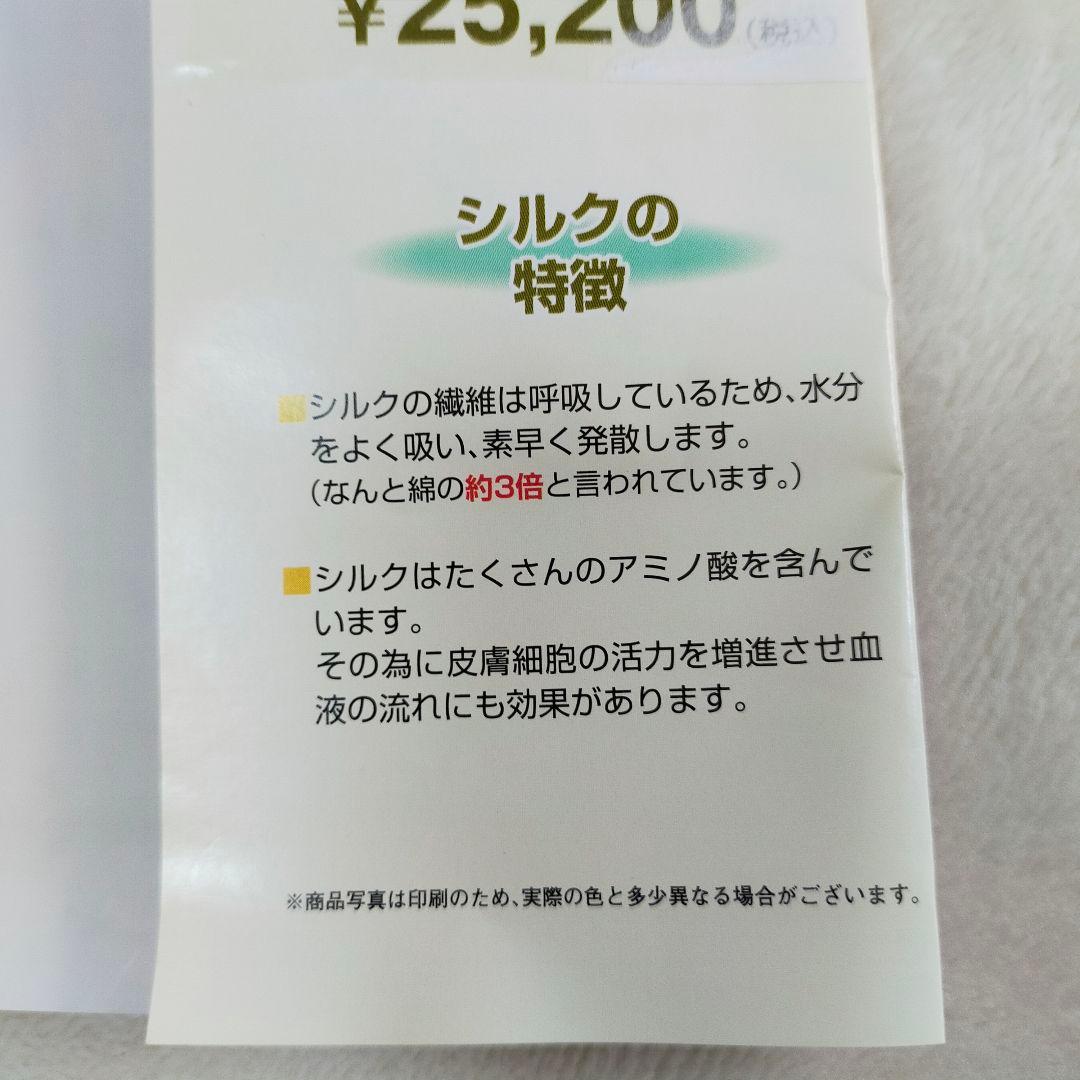 ¥25,200(税込)
シルクの
特徴
■シルクの繊維は呼吸しているため、水分
をよく吸い、素早く発散します。
(なんと綿の約3倍と言われています。)
■シルクはたくさんのアミノ酸を含んで
います。
その為に皮膚細胞の活力を増進させ血
液の流れにも効果があります。
※商品写真は印刷のため、実際の色と多少異なる場合がございます。